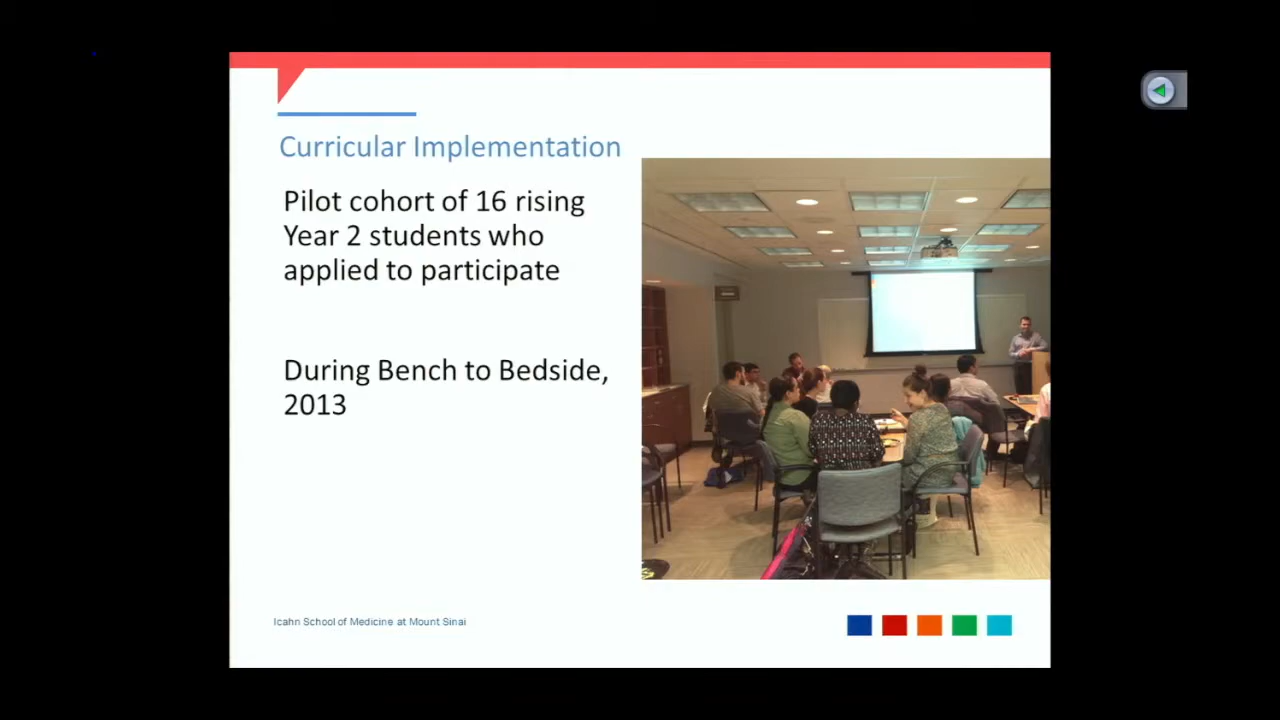 Curricular Implementation
Pilot cohort of 16 rising
Year 2 students who
applied to participate
During Bench to Bedside,
2013
Icahn School of Medicine at Mount Sinai